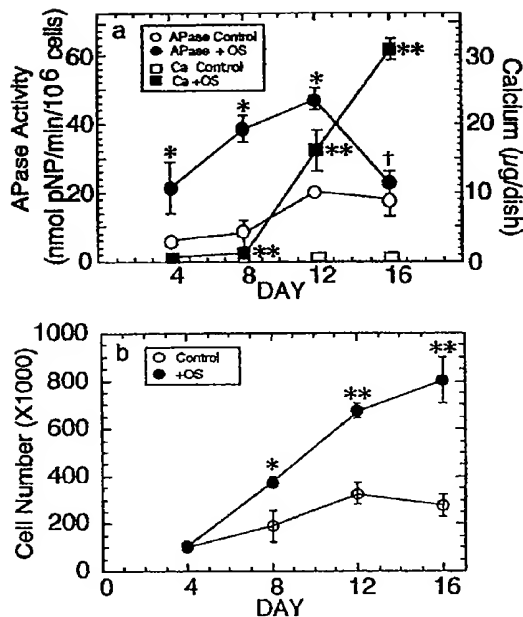 a
APase Control
APase + OS
Ca Control
Ca +OS
APase Activity
(nmol pNP/min/10⁶ cells)
60
40
20
0
*
*
*
†
**
**
**
30
20
10
0
Calcium (µg/dish)
4 8 12 16
DAY
b
Control
+OS
Cell Number (X1000)
1000
800
600
400
200
0
*
**
**
0 4 8 12 16
DAY